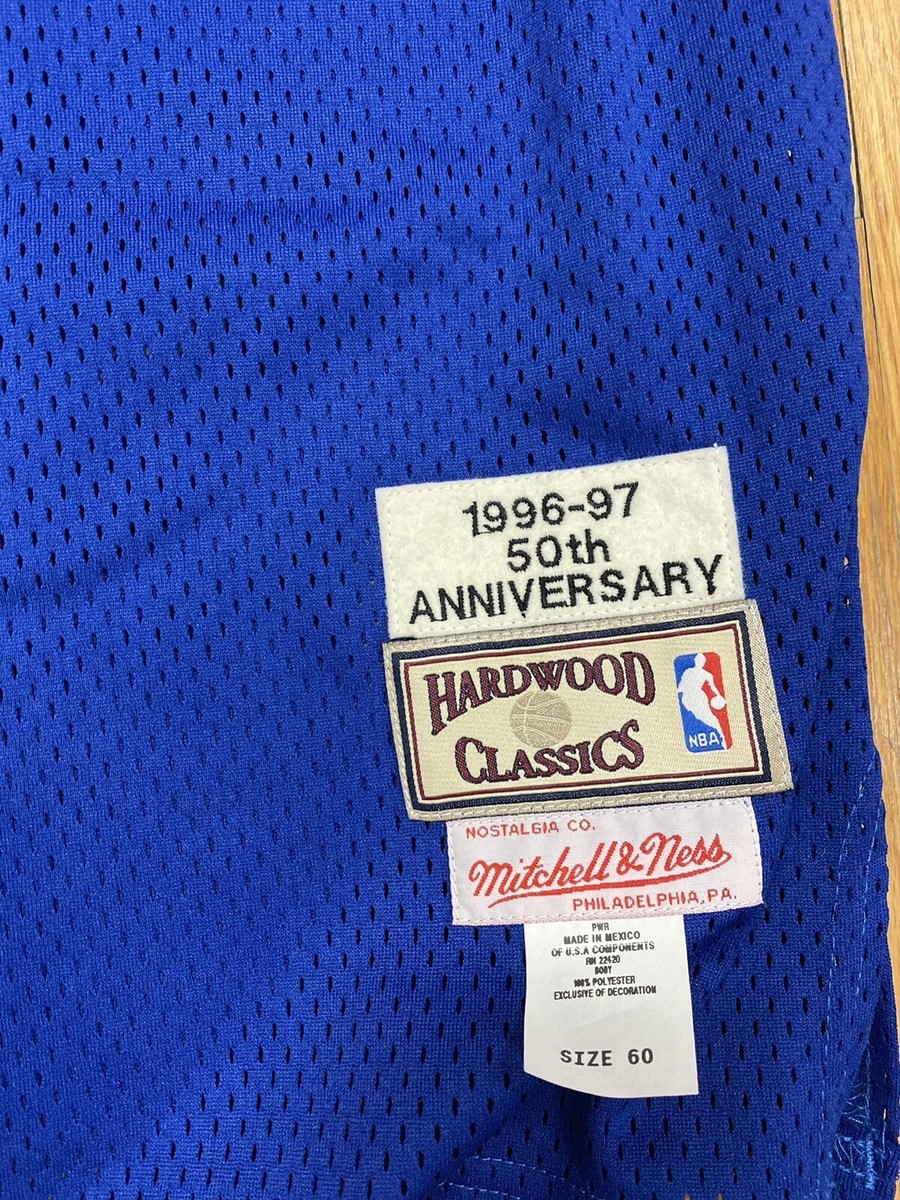 1996-97
50th
ANNIVERSARY
HARDWOOD
CLASSICS
NBA
NOSTALGIA CO.
Mitchell & Ness
PHILADELPHIA, PA.
PWR
MADE IN MEXICO
OF U.S.A COMPONENTS
RN 22420
BODY
100% POLYESTER
EXCLUSIVE OF DECORATION
SIZE 60